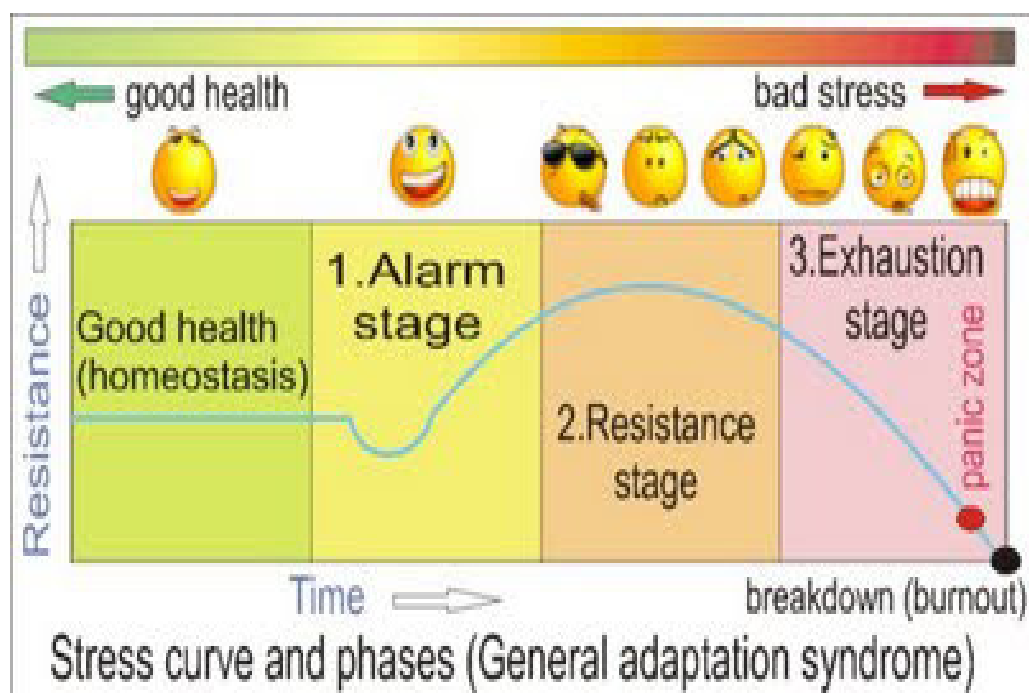 good health
bad stress
Resistance
Good health
(homeostasis)
1.Alarm
stage
2.Resistance
stage
3.Exhaustion
stage
panic zone
Time
breakdown (burnout)
Stress curve and phases (General adaptation syndrome)